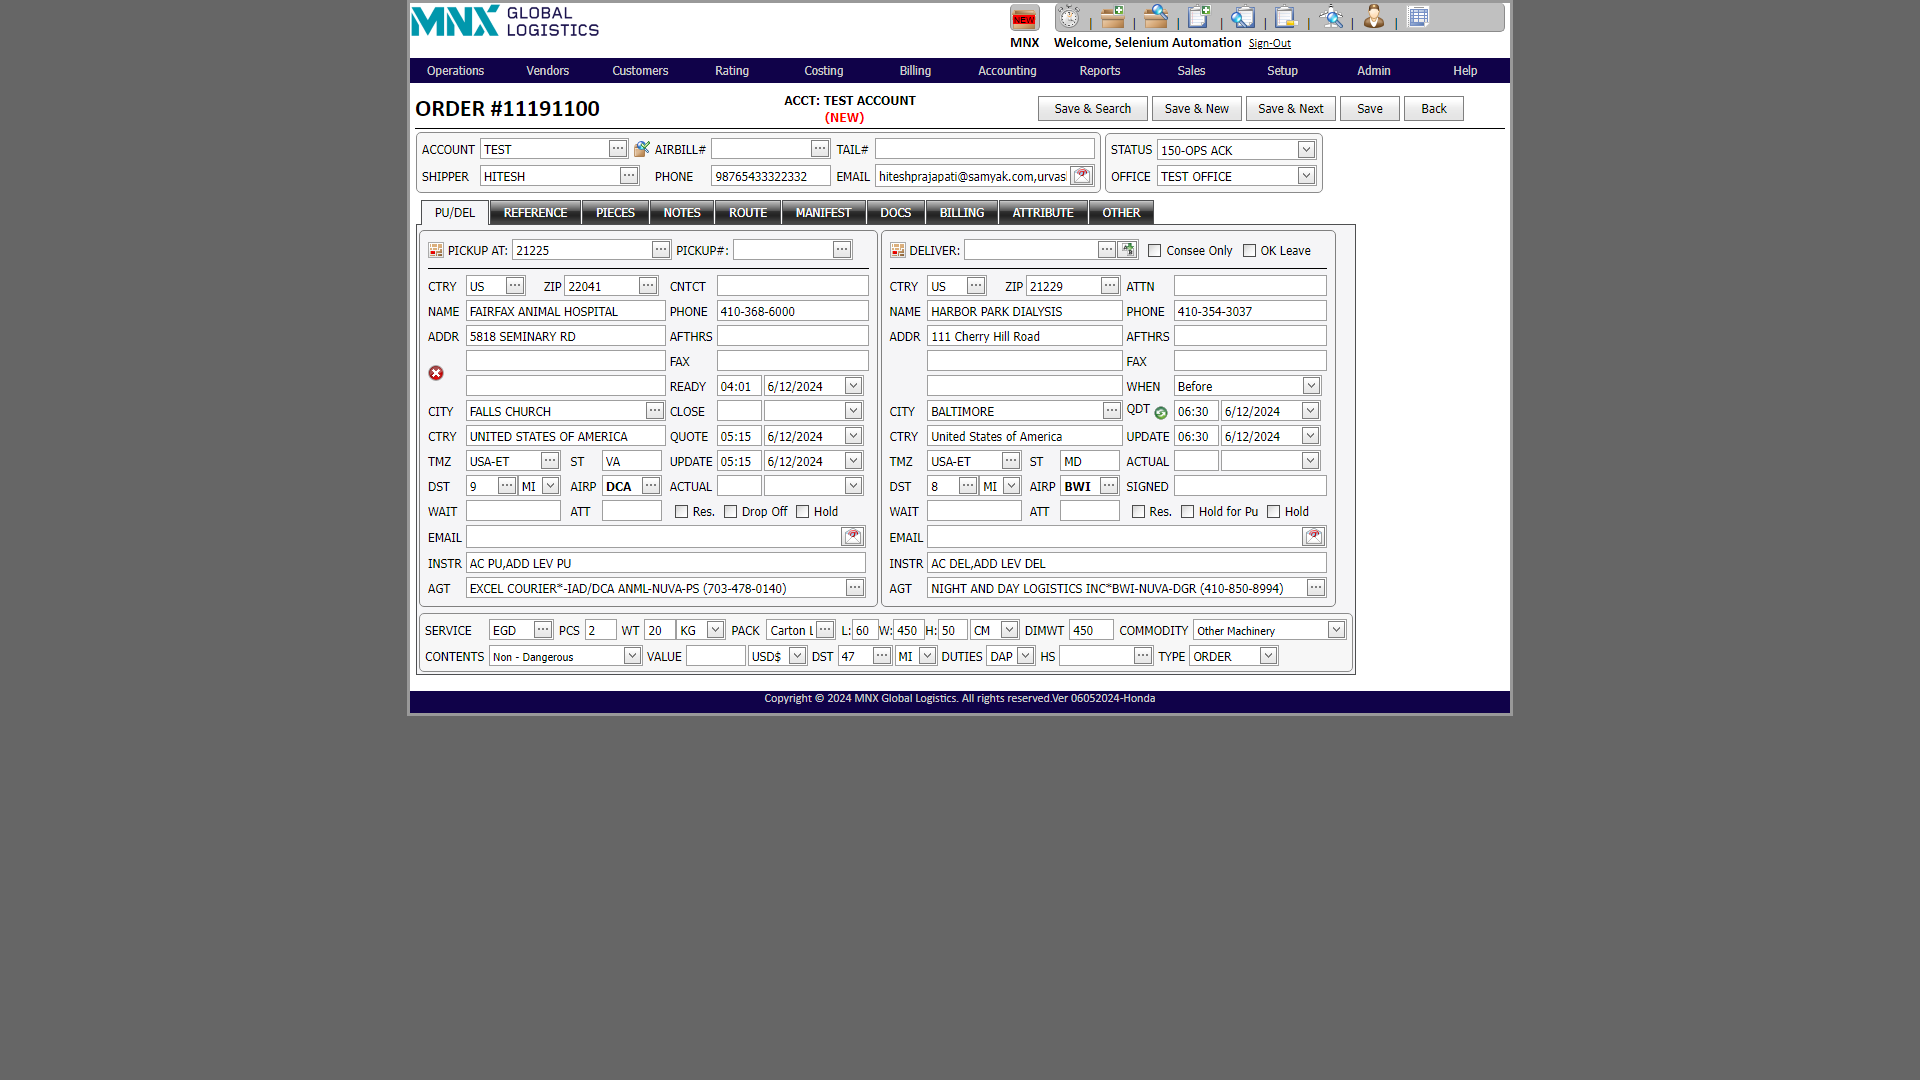 MNX GLOBAL LOGISTICS
NEW
MNX Welcome, Selenium Automation Sign-Out
Operations Vendors Customers Rating Costing Billing Accounting Reports Sales Setup Admin Help
ORDER #11191100
ACCT: TEST ACCOUNT
(NEW)
Save & Search Save & New Save & Next Save Back
ACCOUNT TEST AIRBILL# TAIL# STATUS 150-OPS ACK
SHIPPER HITESH PHONE 98765433322332 EMAIL hiteshprajapati@samyak.com,urvas OFFICE TEST OFFICE
PU/DEL REFERENCE PIECES NOTES ROUTE MANIFEST DOCS BILLING ATTRIBUTE OTHER
PICKUP AT: 21225 PICKUP#:
CTRY US ZIP 22041 CNTCT
NAME FAIRFAX ANIMAL HOSPITAL PHONE 410-368-6000
ADDR 5818 SEMINARY RD AFTHRS
FAX
READY 04:01 6/12/2024
CITY FALLS CHURCH CLOSE
CTRY UNITED STATES OF AMERICA QUOTE 05:15 6/12/2024
TMZ USA-ET ST VA UPDATE 05:15 6/12/2024
DST 9 MI AIRP DCA ACTUAL
WAIT ATT Res. Drop Off Hold
EMAIL
INSTR AC PU,ADD LEV PU
AGT EXCEL COURIER*-IAD/DCA ANML-NUVA-PS (703-478-0140)
DELIVER: Consee Only OK Leave
CTRY US ZIP 21229 ATTN
NAME HARBOR PARK DIALYSIS PHONE 410-354-3037
ADDR 111 Cherry Hill Road AFTHRS
FAX
WHEN Before
CITY BALTIMORE QDT 06:30 6/12/2024
CTRY United States of America UPDATE 06:30 6/12/2024
TMZ USA-ET ST MD ACTUAL
DST 8 MI AIRP BWI SIGNED
WAIT ATT Res. Hold for Pu Hold
EMAIL
INSTR AC DEL,ADD LEV DEL
AGT NIGHT AND DAY LOGISTICS INC*BWI-NUVA-DGR (410-850-8994)
SERVICE EGD PCS 2 WT 20 KG PACK Carton L L: 60 W: 450 H: 50 CM DIMWT 450 COMMODITY Other Machinery
CONTENTS Non - Dangerous VALUE USD$ DST 47 MI DUTIES DAP HS TYPE ORDER
Copyright © 2024 MNX Global Logistics. All rights reserved.Ver 06052024-Honda